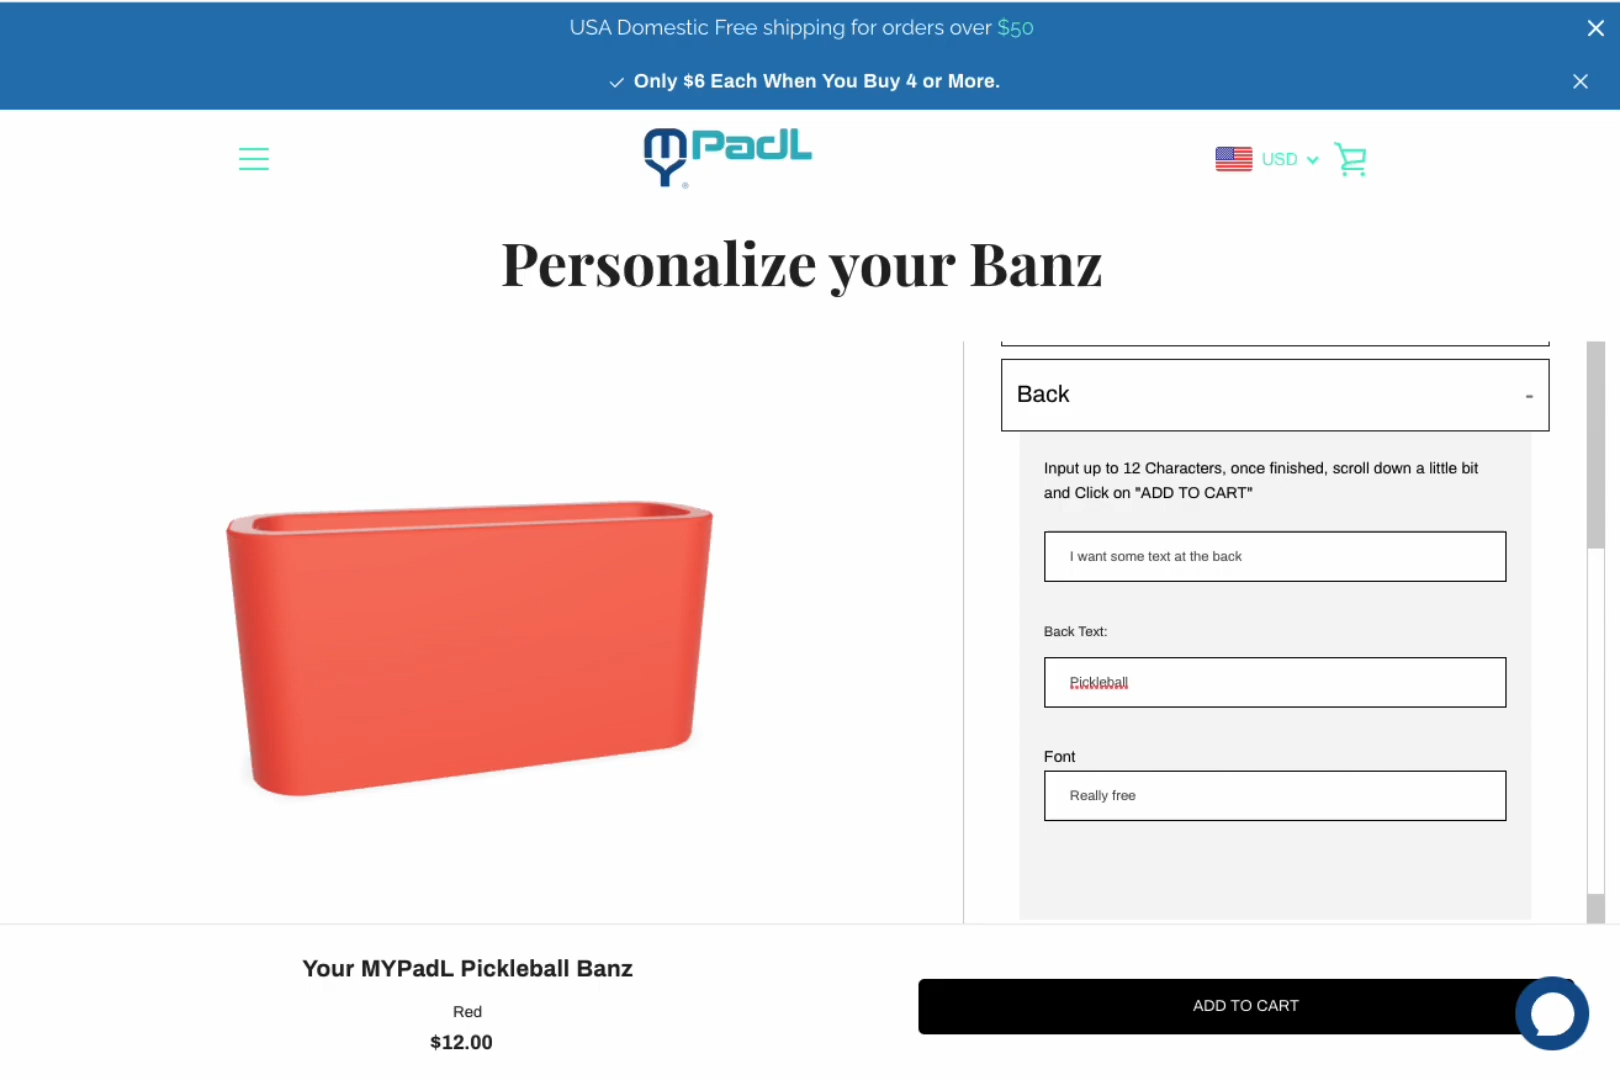 USA Domestic Free shipping for orders over $50
Only $6 Each When You Buy 4 or More.
MY PadL ®
USD
Personalize your Banz
Back -
Input up to 12 Characters, once finished, scroll down a little bit
and Click on "ADD TO CART"
I want some text at the back
Back Text:
Pickleball
Font
Really free
Your MYPadL Pickleball Banz
Red
$12.00
ADD TO CART